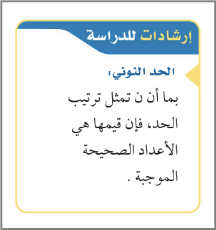 إرشادات للدراسة
الحد النوني:
بما أن ن تمثل ترتيب
الحد، فإن قيمها هي
الأعداد الصحيحة
الموجبة .